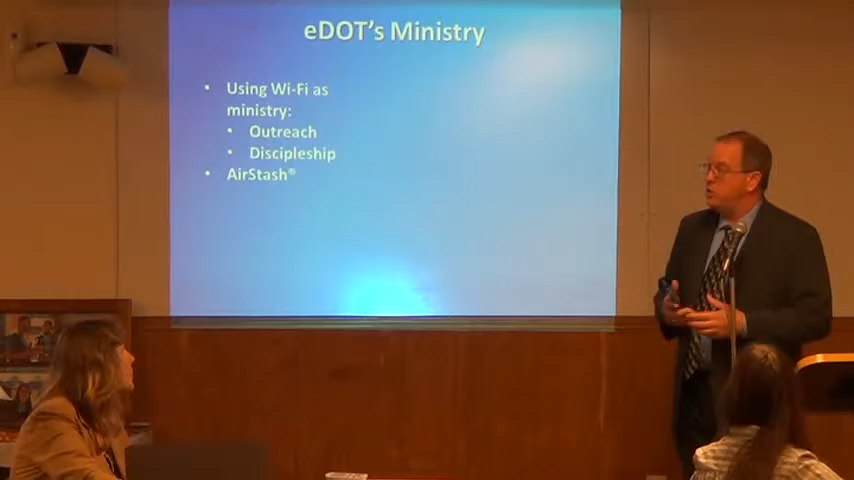 eDOT's Ministry
• Using Wi-Fi as
ministry:
• Outreach
• Discipleship
• AirStash®